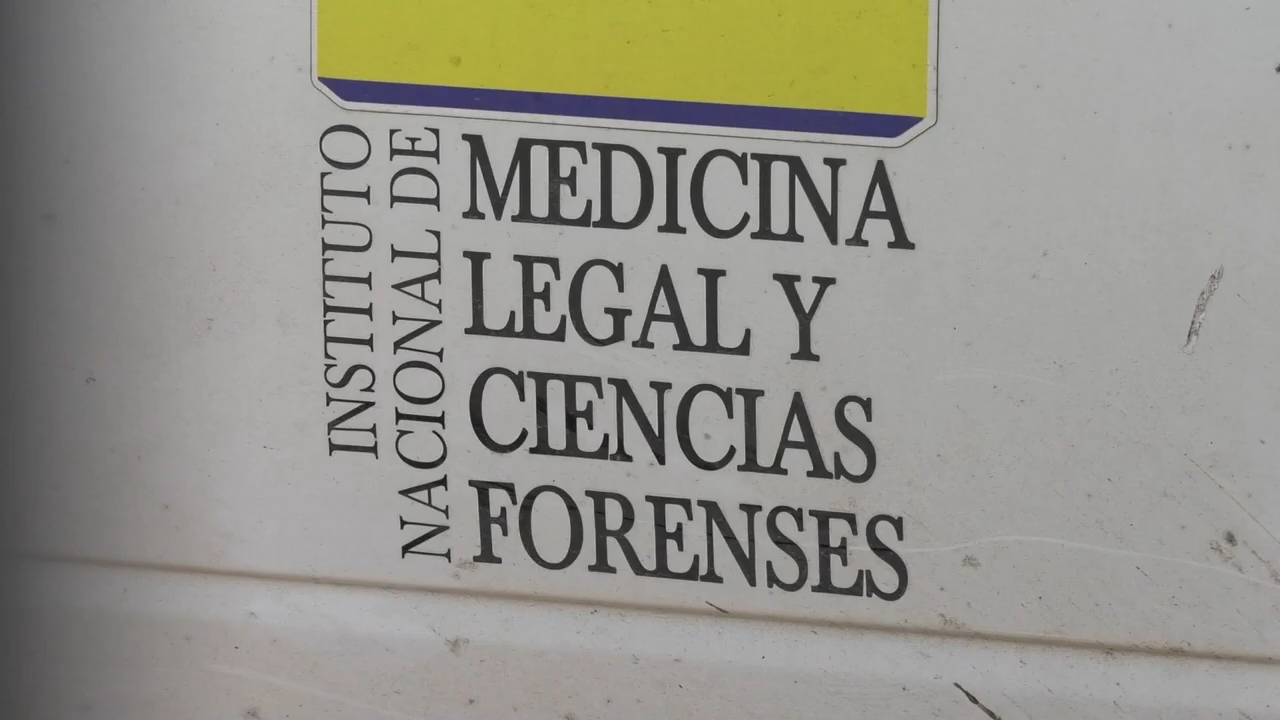 INSTITUTO
NACIONAL DE
MEDICINA
LEGAL Y
CIENCIAS
FORENSES